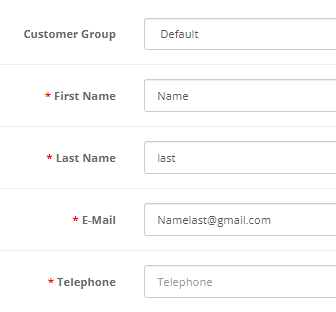 Customer Group Default
* First Name Name
* Last Name last
* E-Mail Namelast@gmail.com
* Telephone Telephone